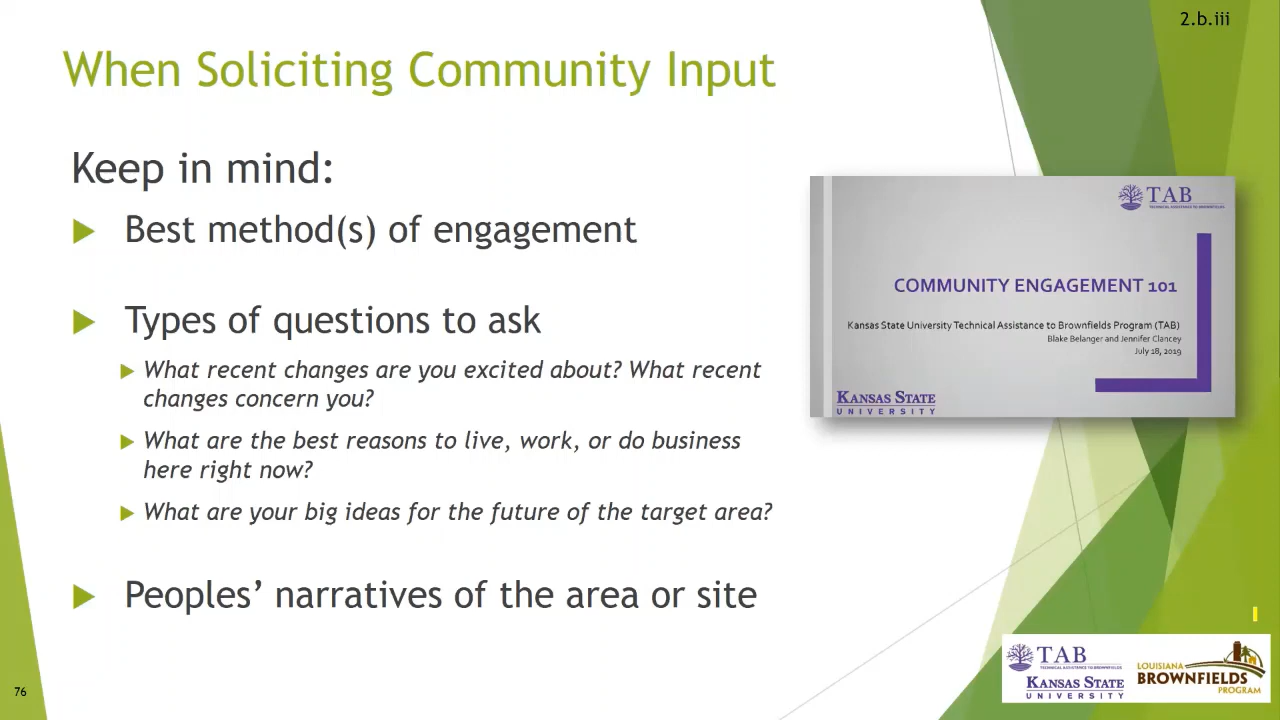 2.b.iii
When Soliciting Community Input
Keep in mind:
Best method(s) of engagement
Types of questions to ask
What recent changes are you excited about? What recent
changes concern you?
What are the best reasons to live, work, or do business
here right now?
What are your big ideas for the future of the target area?
Peoples’ narratives of the area or site
TAB
TECHNICAL ASSISTANCE TO BROWNFIELDS
COMMUNITY ENGAGEMENT 101
Kansas State University Technical Assistance to Brownfields Program (TAB)
Blake Belanger and Jennifer Clancey
July 18, 2019
KANSAS STATE
UNIVERSITY
76
TAB
TECHNICAL ASSISTANCE TO BROWNFIELDS
KANSAS STATE
UNIVERSITY
LOUISIANA
BROWNFIELDS
PROGRAM